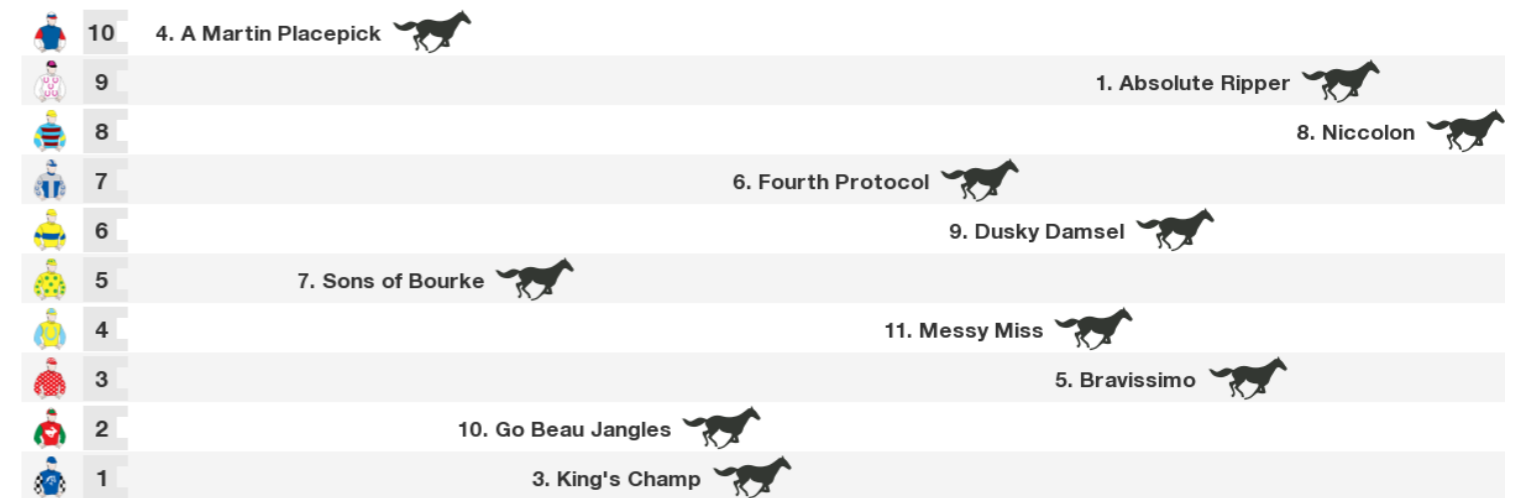 10 4. A Martin Placepick
9 1. Absolute Ripper
8 8. Niccolon
7 6. Fourth Protocol
6 9. Dusky Damsel
5 7. Sons of Bourke
4 11. Messy Miss
3 5. Bravissimo
2 10. Go Beau Jangles
1 3. King's Champ